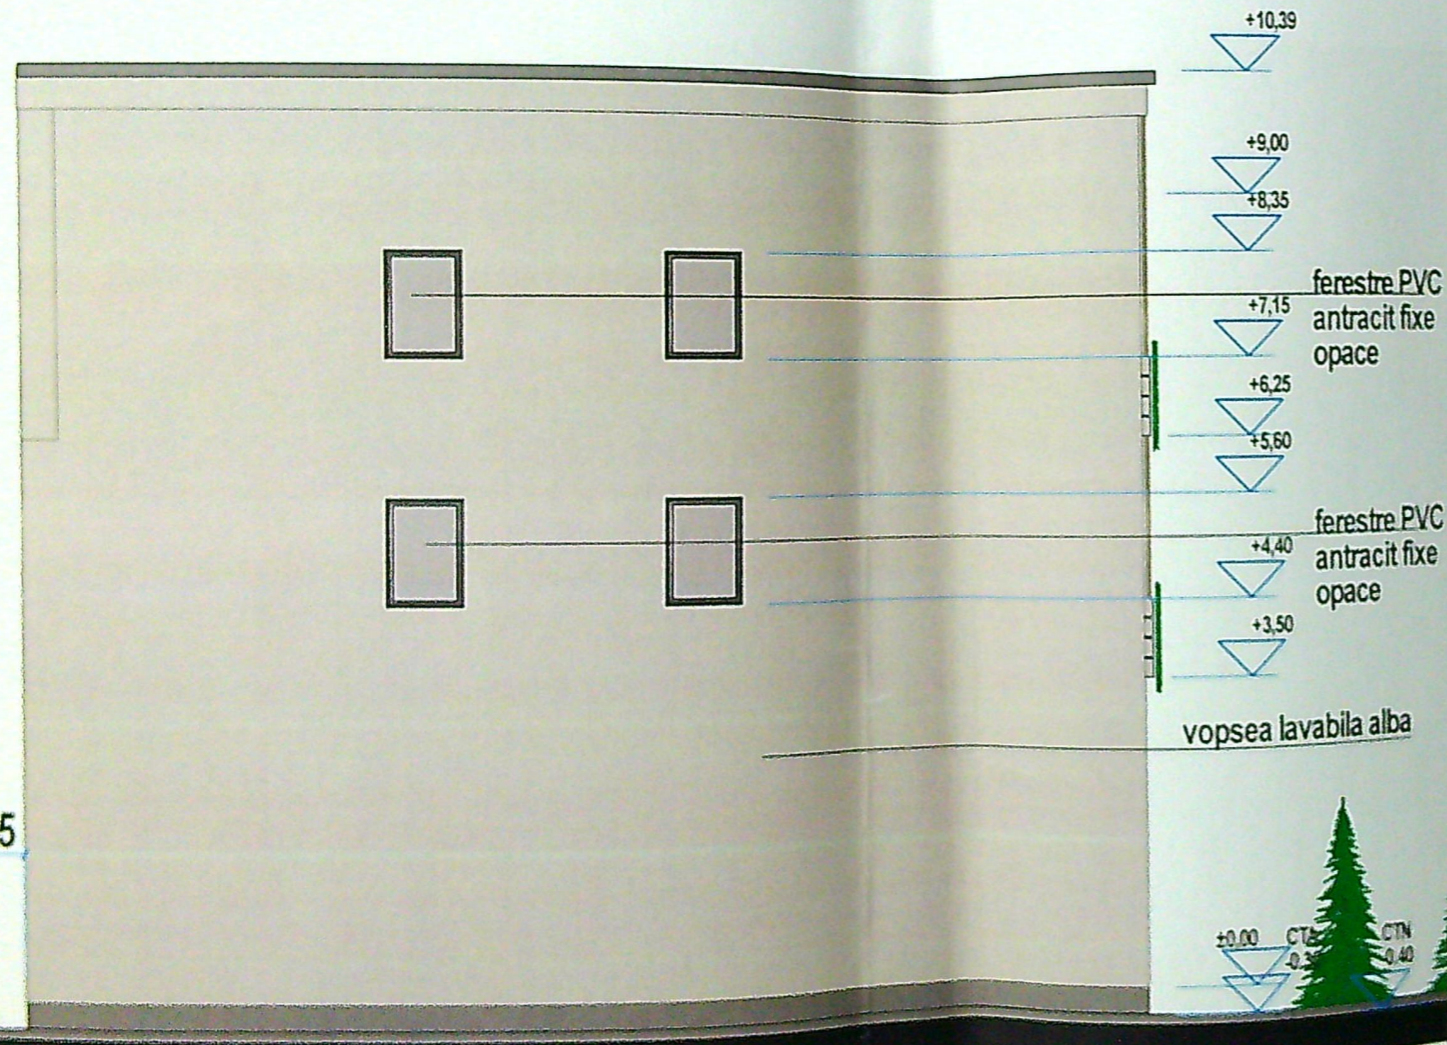 +10,39
+9,00
+8,35
ferestre PVC
antracit fixe
opace
+7,15
+6,25
+5,60
ferestre PVC
antracit fixe
opace
+4,40
+3,50
vopsea lavabila alba
5
±0,00
CTN
-0,40